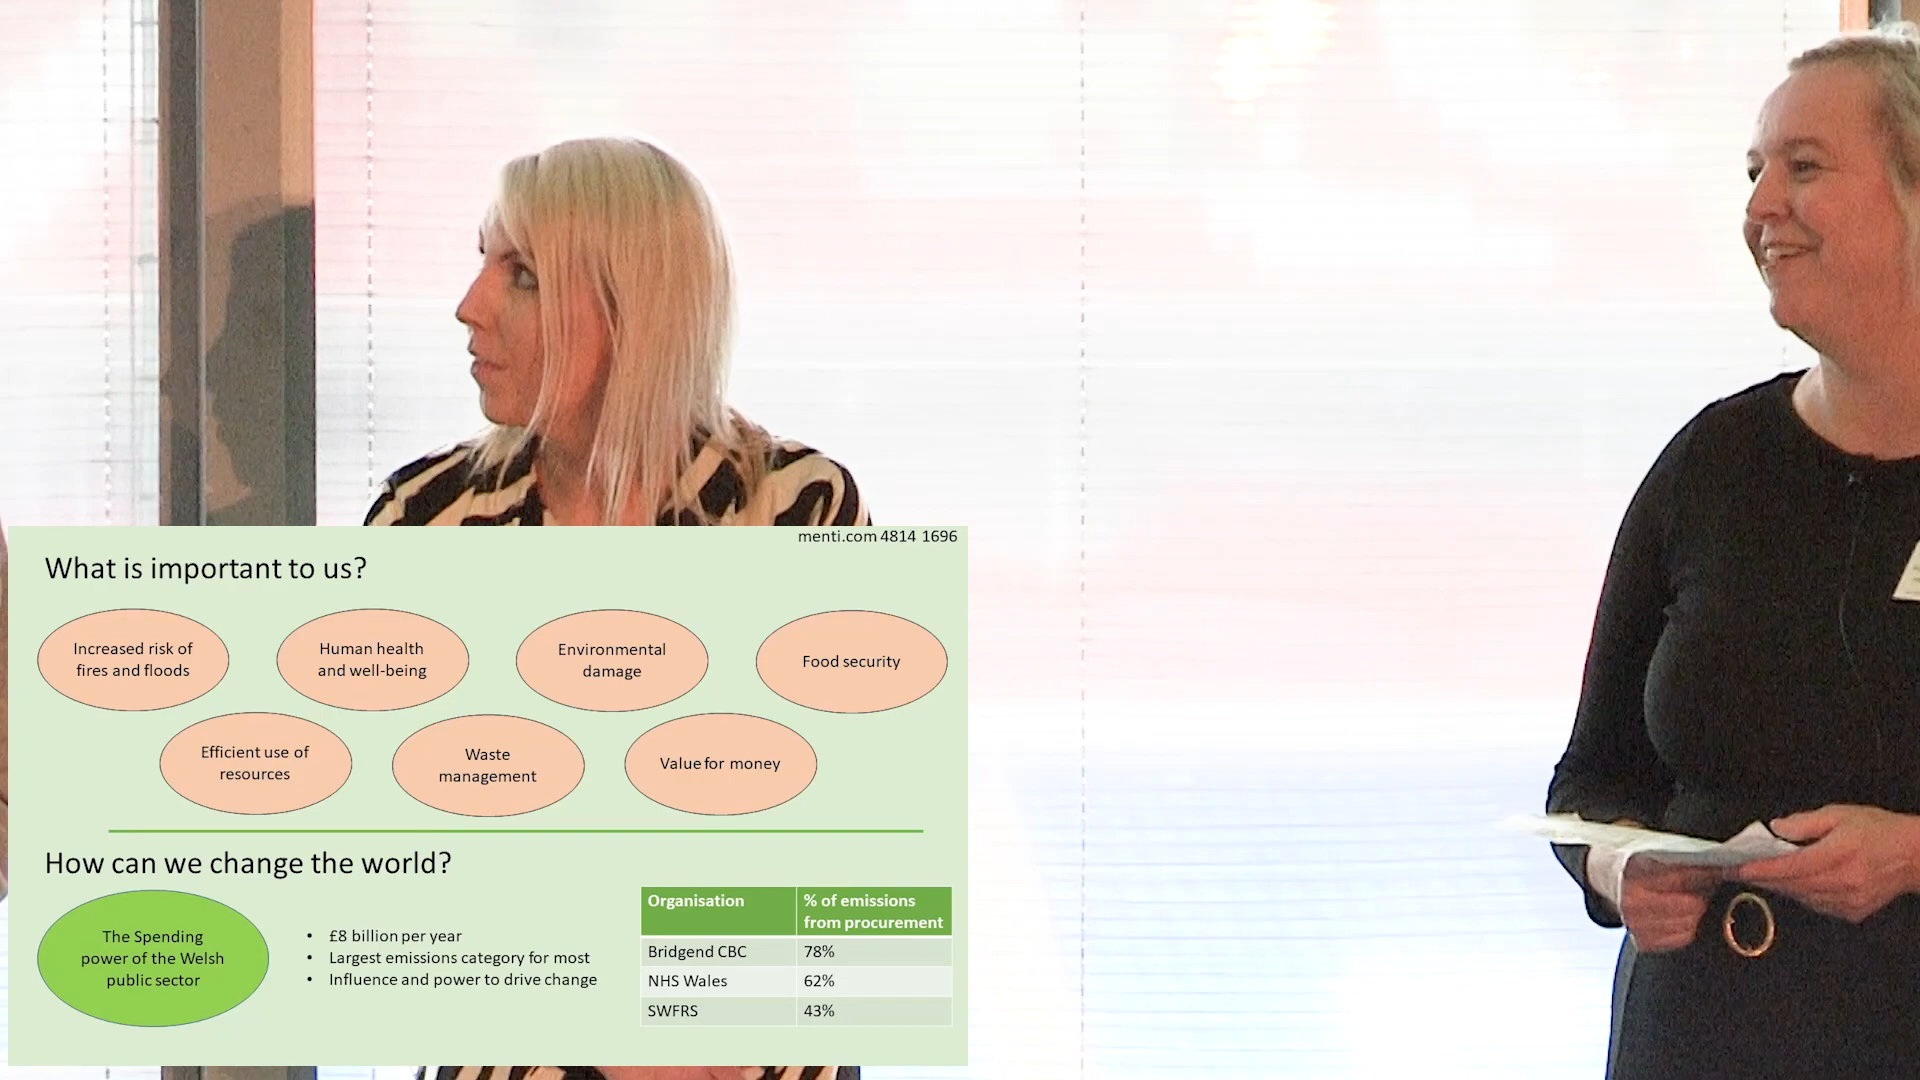 menti.com 4814 1696
What is important to us?
Increased risk of
fires and floods
Human health
and well-being
Environmental
damage
Food security
Efficient use of
resources
Waste
management
Value for money
How can we change the world?
The Spending
power of the Welsh
public sector
• £8 billion per year
• Largest emissions category for most
• Influence and power to drive change
Organisation % of emissions
from procurement
Bridgend CBC 78%
NHS Wales 62%
SWFRS 43%